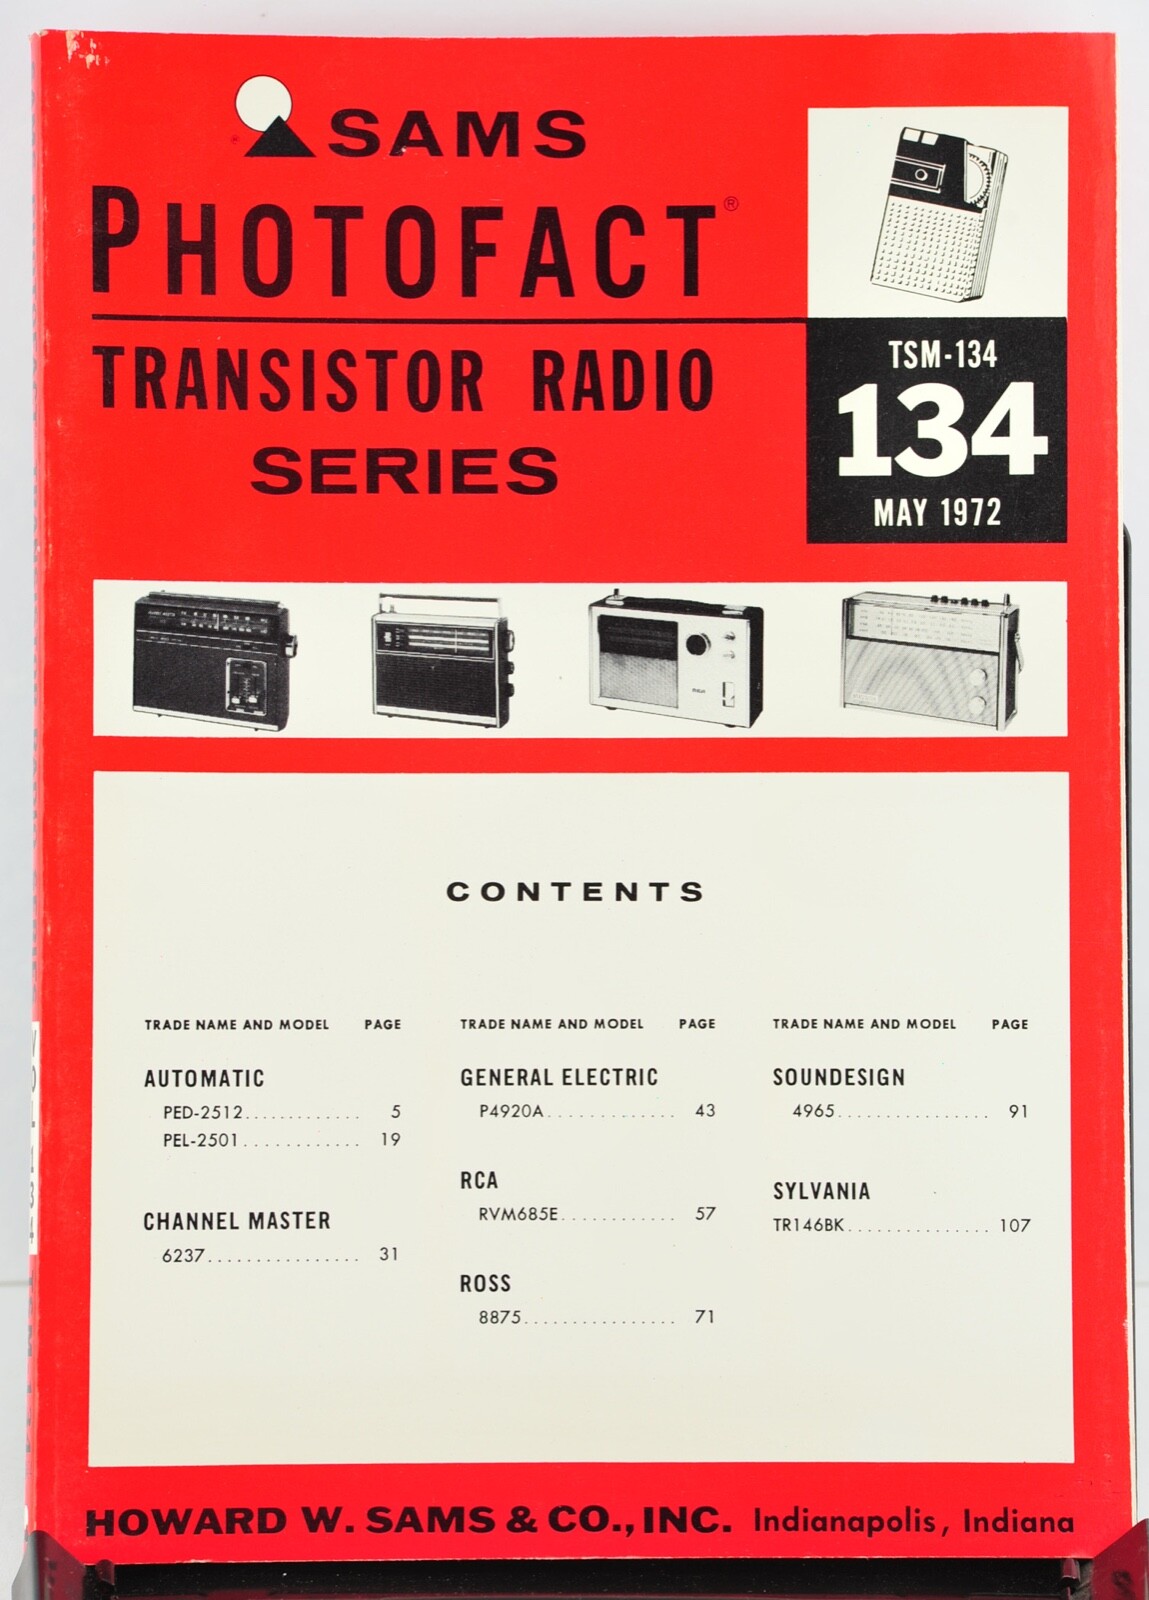 SAMS
PHOTOFACT®
TRANSISTOR RADIO
SERIES
TSM-134
134
MAY 1972
CONTENTS
TRADE NAME AND MODEL PAGE
AUTOMATIC
PED-2512............ 5
PEL-2501............ 19
CHANNEL MASTER
6237................ 31
TRADE NAME AND MODEL PAGE
GENERAL ELECTRIC
P4920A.............. 43
RCA
RVM685E............ 57
ROSS
8875................ 71
TRADE NAME AND MODEL PAGE
SOUNDESIGN
4965................ 91
SYLVANIA
TR146BK............... 107
HOWARD W. SAMS & CO., INC. Indianapolis, Indiana